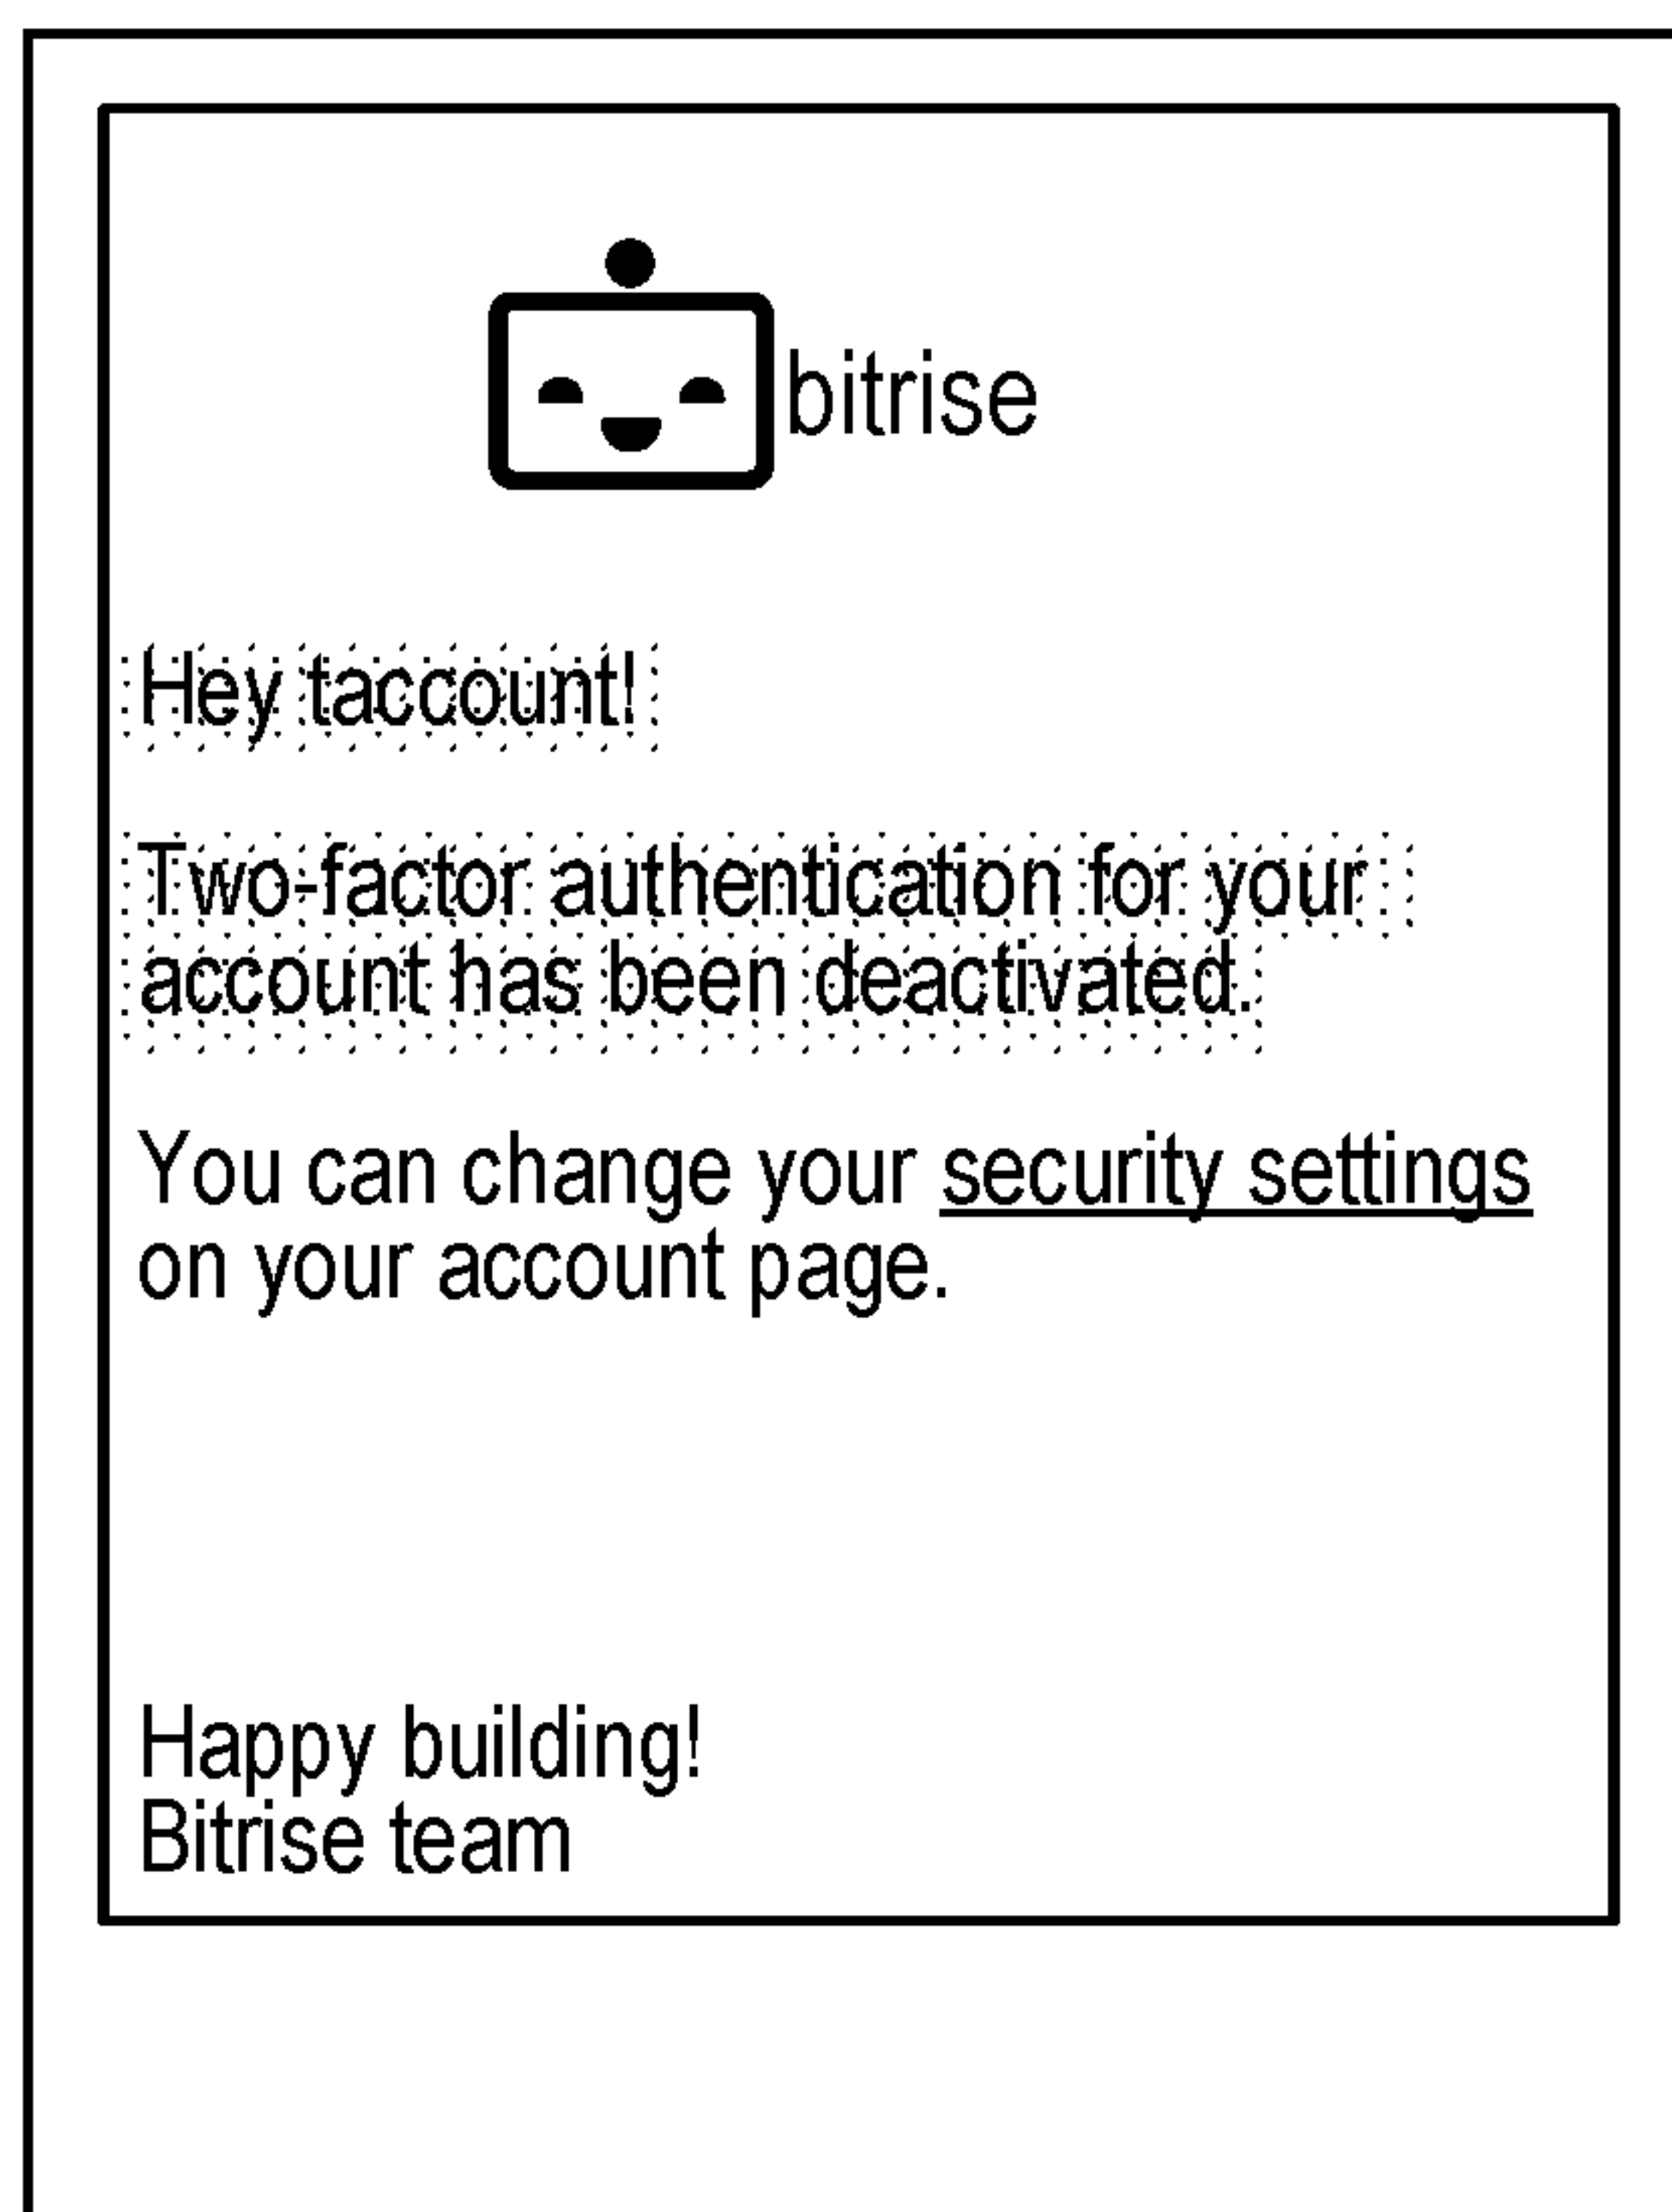 bitrise
Hey taccount!
Two-factor authentication for your
account has been deactivated.
You can change your security settings
on your account page.
Happy building!
Bitrise team